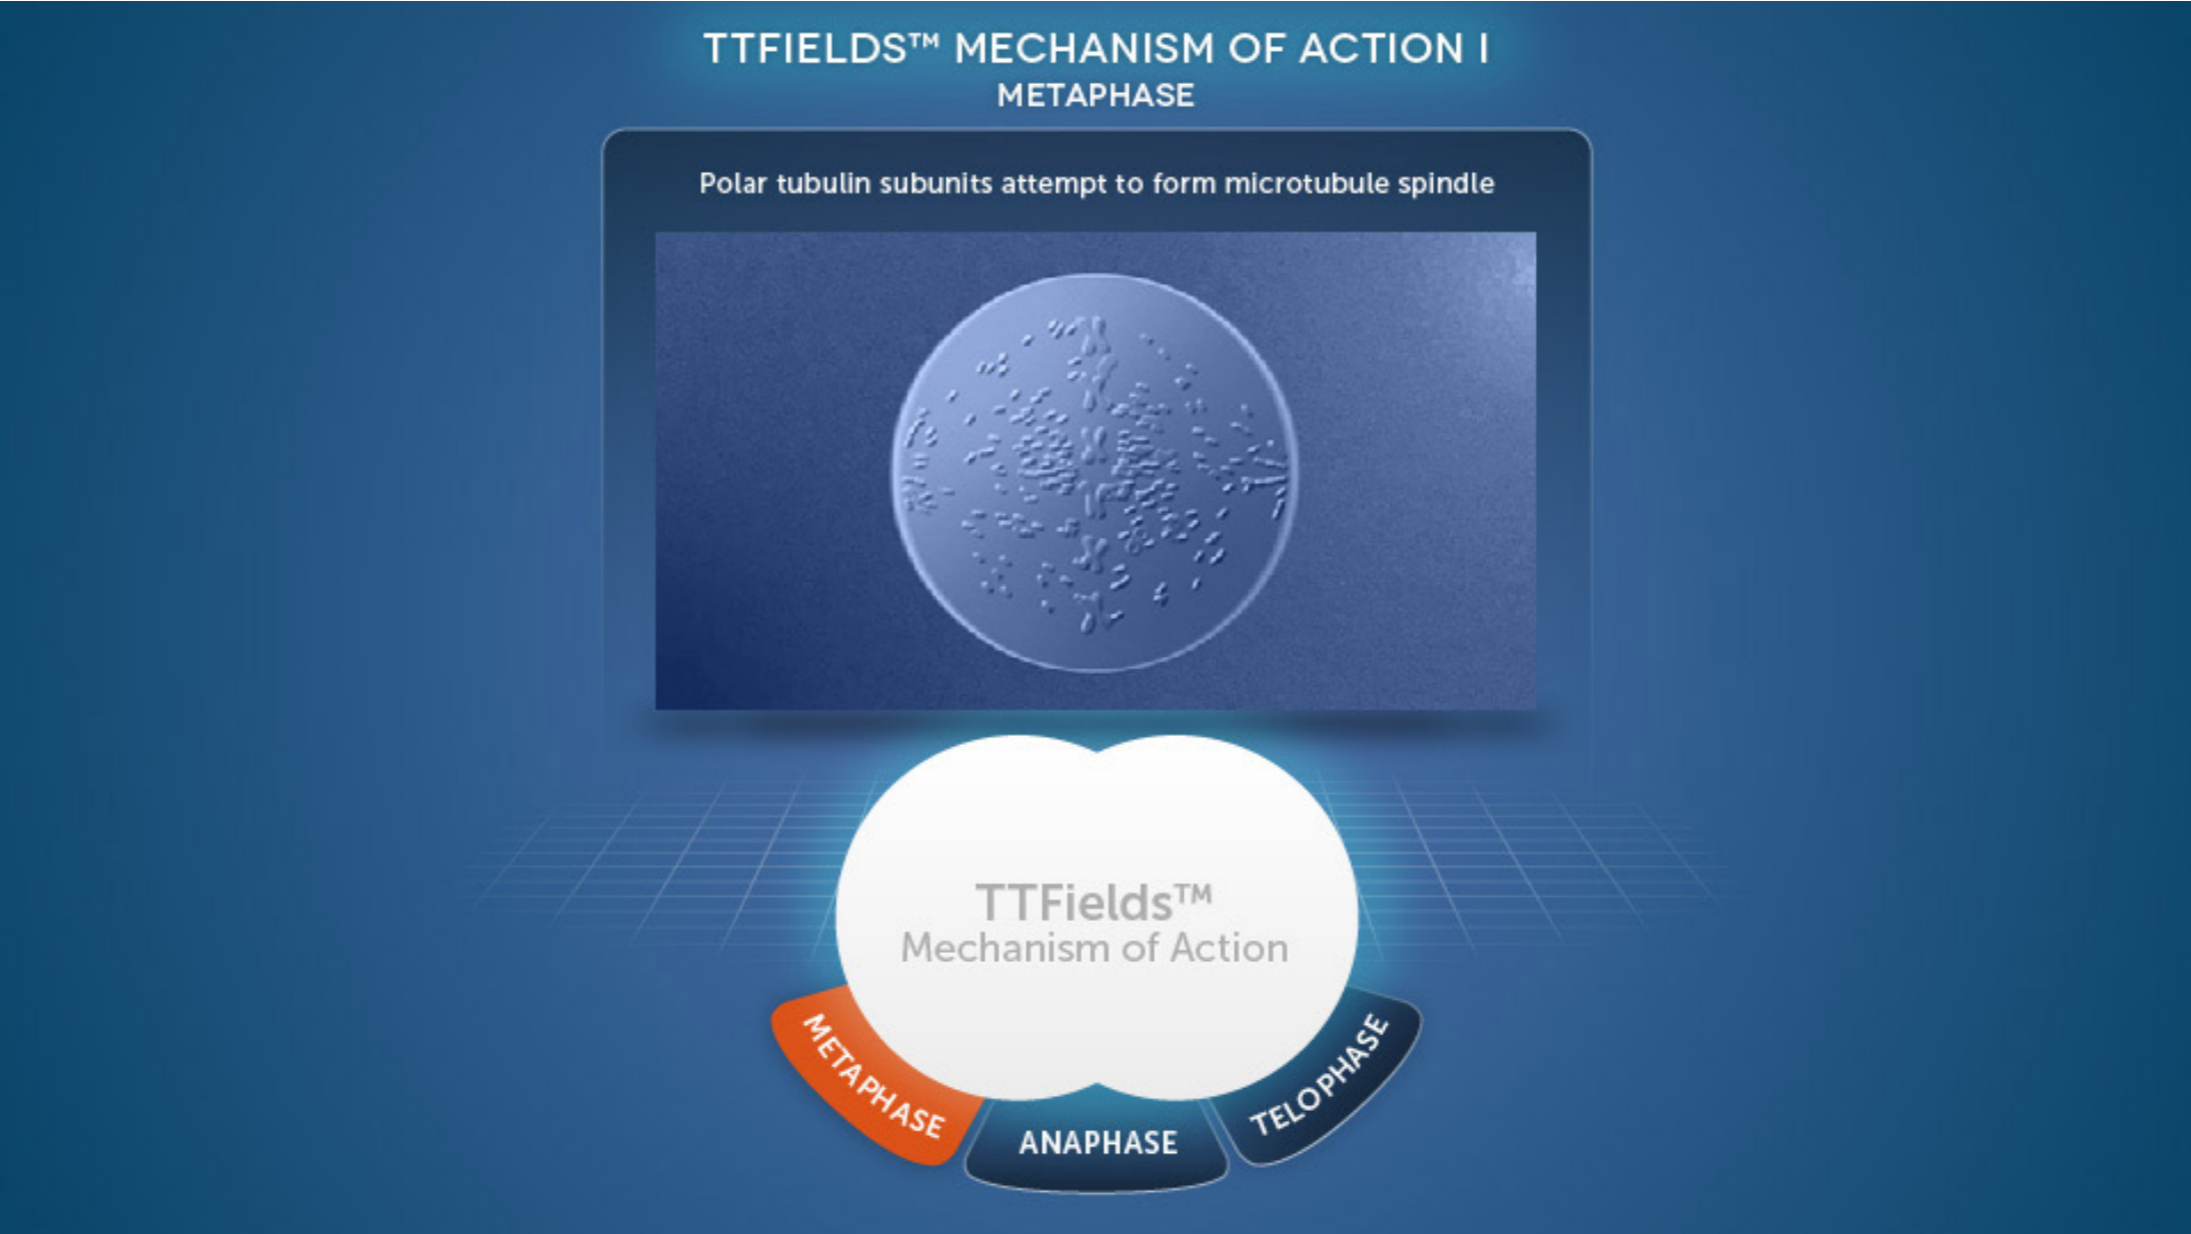 TTFIELDS™ MECHANISM OF ACTION I
METAPHASE
Polar tubulin subunits attempt to form microtubule spindle
TTFields™
Mechanism of Action
METAPHASE
ANAPHASE
TELOPHASE